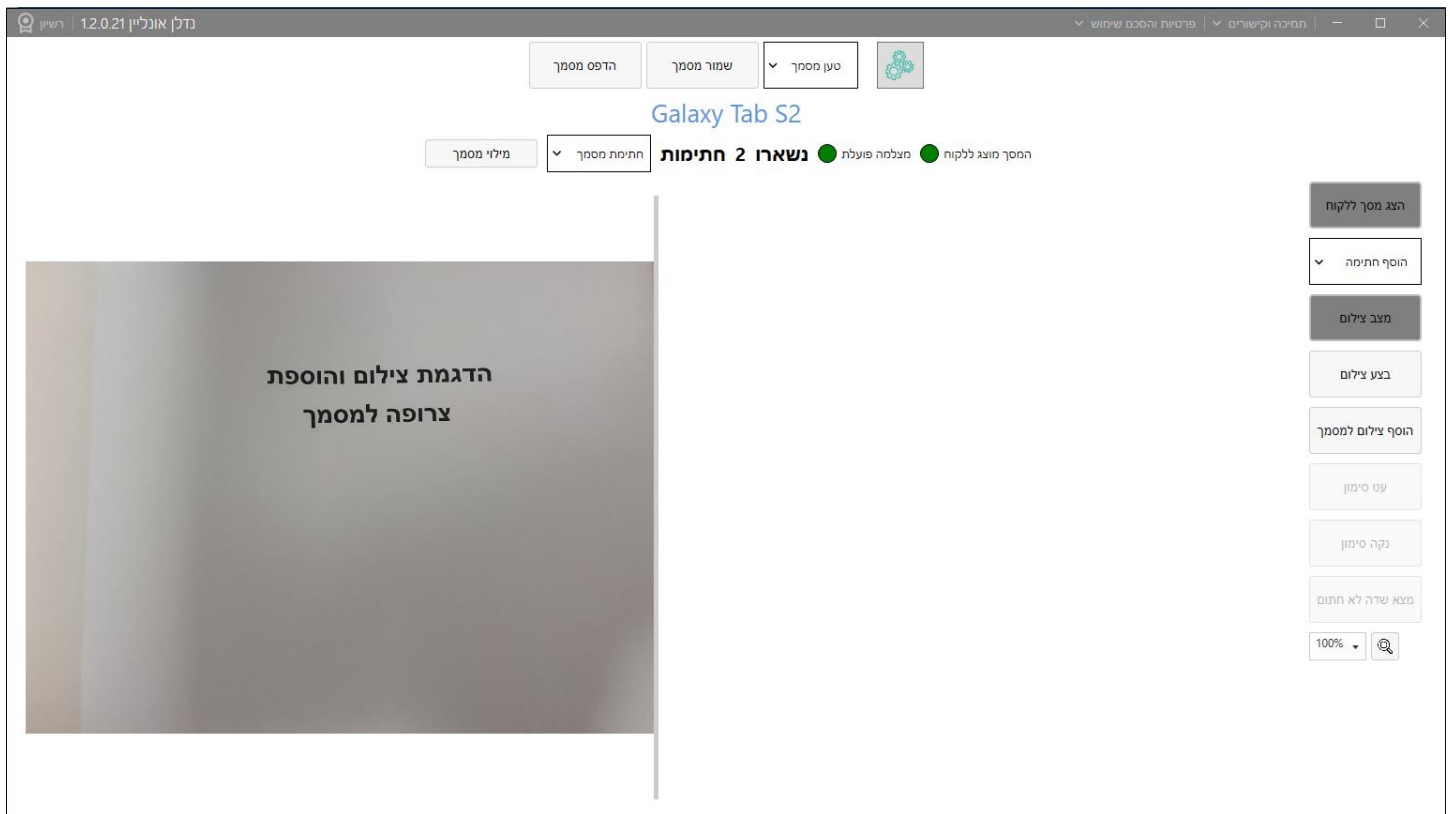 נדלן אונליין 1.2.0.21 | רשיון
תמיכה וקישורים | פרטיות והסכם שימוש
טען מסמך
שמור מסמך
הדפס מסמך
Galaxy Tab S2
המסך מוצג ללקוח
מצלמה פועלת
נשארו 2 חתימות
חתימת מסמך
מילוי מסמך
הצג מסך ללקוח
הוסף חתימה
מצב צילום
בצע צילום
הוסף צילום למסמך
עט סימון
נקה סימון
מצא שדה לא חתום
100%
הדגמת צילום והוספת
צרופה למסמך